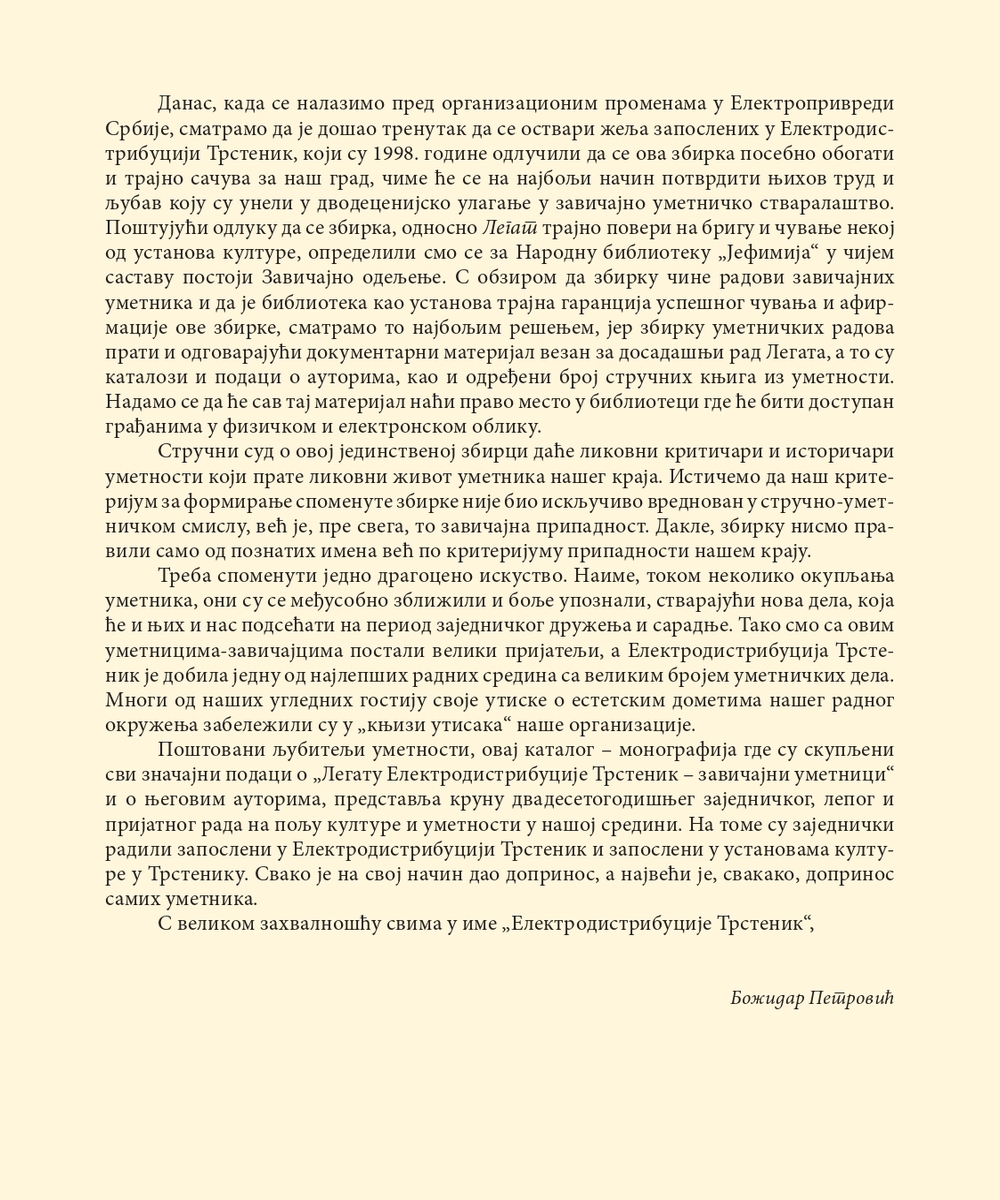 Данас, када се налазимо пред организационим променама у Електропривреди
Србије, сматрамо да је дошао тренутак да се оствари жеља запослених у Електродис-
трибуцији Трстеник, који су 1998. године одлучили да се ова збирка посебно обогати
и трајно сачува за наш град, чиме ће се на најбољи начин потврдити њихов труд и
љубав коју су унели у дводеценијско улагање у завичајно уметничко стваралаштво.
Поштујући одлуку да се збирка, односно Легат трајно повери на бригу и чување некој
од установа културе, определили смо се за Народну библиотеку „Јефимија“ у чијем
саставу постоји Завичајно одељење. С обзиром да збирку чине радови завичајних
уметника и да је библиотека као установа трајна гаранција успешног чувања и афир-
мације ове збирке, сматрамо то најбољим решењем, јер збирку уметничких радова
прати и одговарајући документарни материјал везан за досадашњи рад Легата, а то су
каталози и подаци о ауторима, као и одређени број стручних књига из уметности.
Надамо се да ће сав тај материјал наћи право место у библиотеци где ће бити доступан
грађанима у физичком и електронском облику.
Стручни суд о овој јединственој збирци даће ликовни критичари и историчари
уметности који прате ликовни живот уметника нашег краја. Истичемо да наш крите-
ријум за формирање споменуте збирке није био искључиво вреднован у стручно-умет-
ничком смислу, већ је, пре свега, то завичајна припадност. Дакле, збирку нисмо пра-
вили само од познатих имена већ по критеријуму припадности нашем крају.
Треба споменути једно драгоцено искуство. Наиме, током неколико окупљања
уметника, они су се међусобно зближили и боље упознали, стварајући нова дела, која
ће и њих и нас подсећати на период заједничког дружења и сарадње. Тако смо са овим
уметницима-завичајцима постали велики пријатељи, а Електродистрибуција Трсте-
ник је добила једну од најлепших радних средина са великим бројем уметничких дела.
Многи од наших угледних гостију своје утиске о естетским дометима нашег радног
окружења забележили су у „књизи утисака“ наше организације.
Поштовани љубитељи уметности, овај каталог – монографија где су скупљени
сви значајни подаци о „Легату Електродистрибуције Трстеник – завичајни уметници“
и о његовим ауторима, представља круну двадесетогодишњег заједничког, лепог и
пријатног рада на пољу културе и уметности у нашој средини. На томе су заједнички
радили запослени у Електродистрибуцији Трстеник и запослени у установама култу-
ре у Трстенику. Свако је на свој начин дао допринос, а највећи је, свакако, допринос
самих уметника.
С великом захвалношћу свима у име „Електродистрибуције Трстеник“,
Божидар Петровић